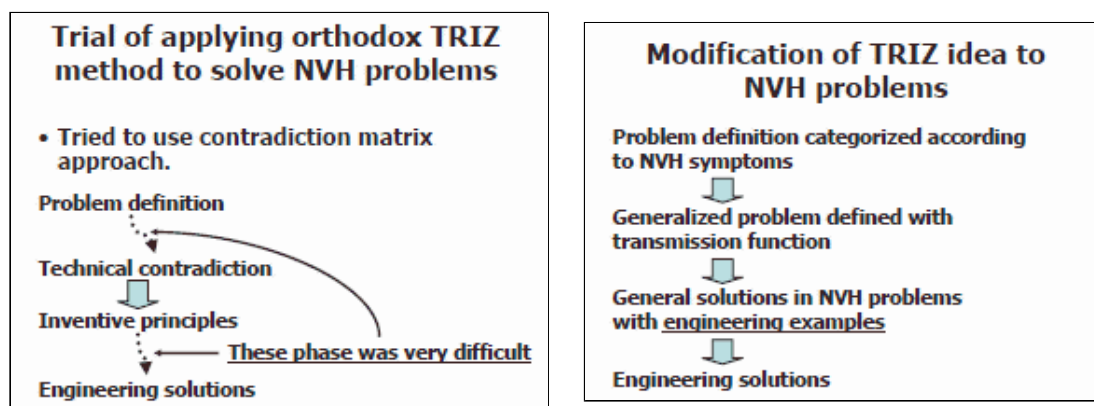 Trial of applying orthodox TRIZ
method to solve NVH problems
• Tried to use contradiction matrix
approach.
Problem definition
Technical contradiction
Inventive principles
These phase was very difficult
Engineering solutions
Modification of TRIZ idea to
NVH problems
Problem definition categorized according
to NVH symptoms
Generalized problem defined with
transmission function
General solutions in NVH problems
with engineering examples
Engineering solutions